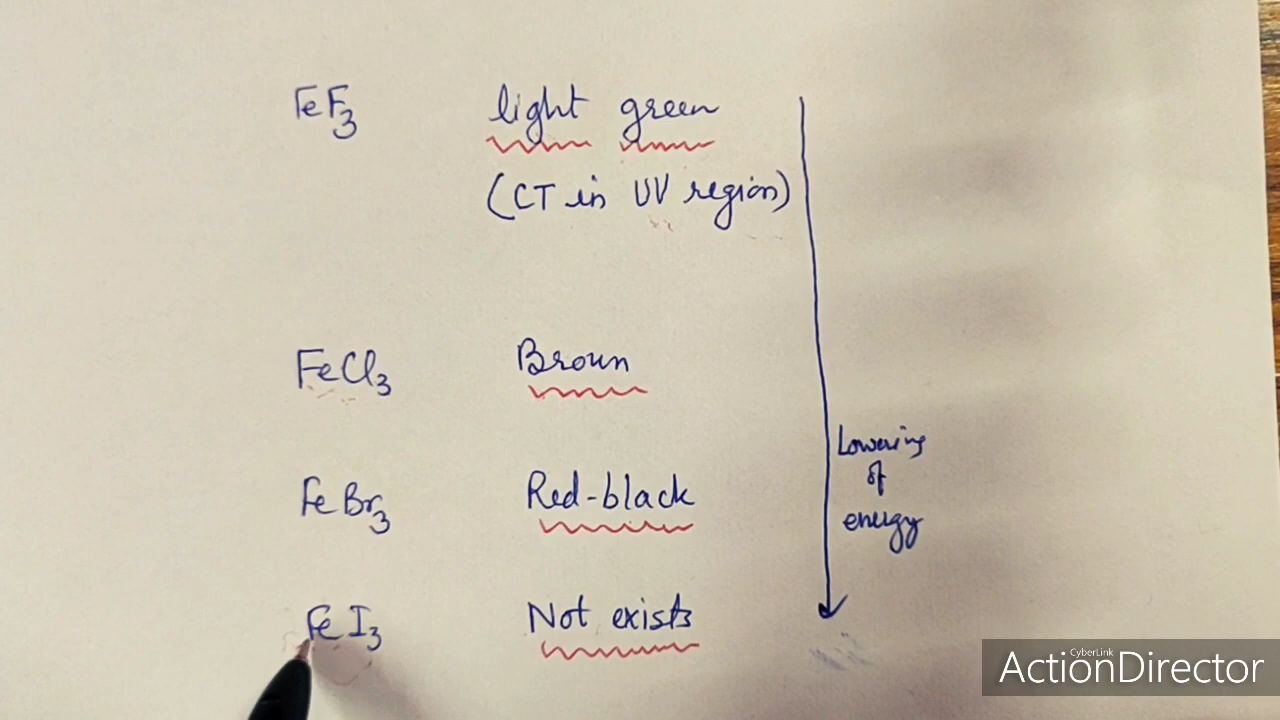 FeF3 light green
(CT in UV region)
FeCl3 Broun
Lowering
of
energy
FeBr3 Red-black
FeI3 Not exists
CyberLink
ActionDirector